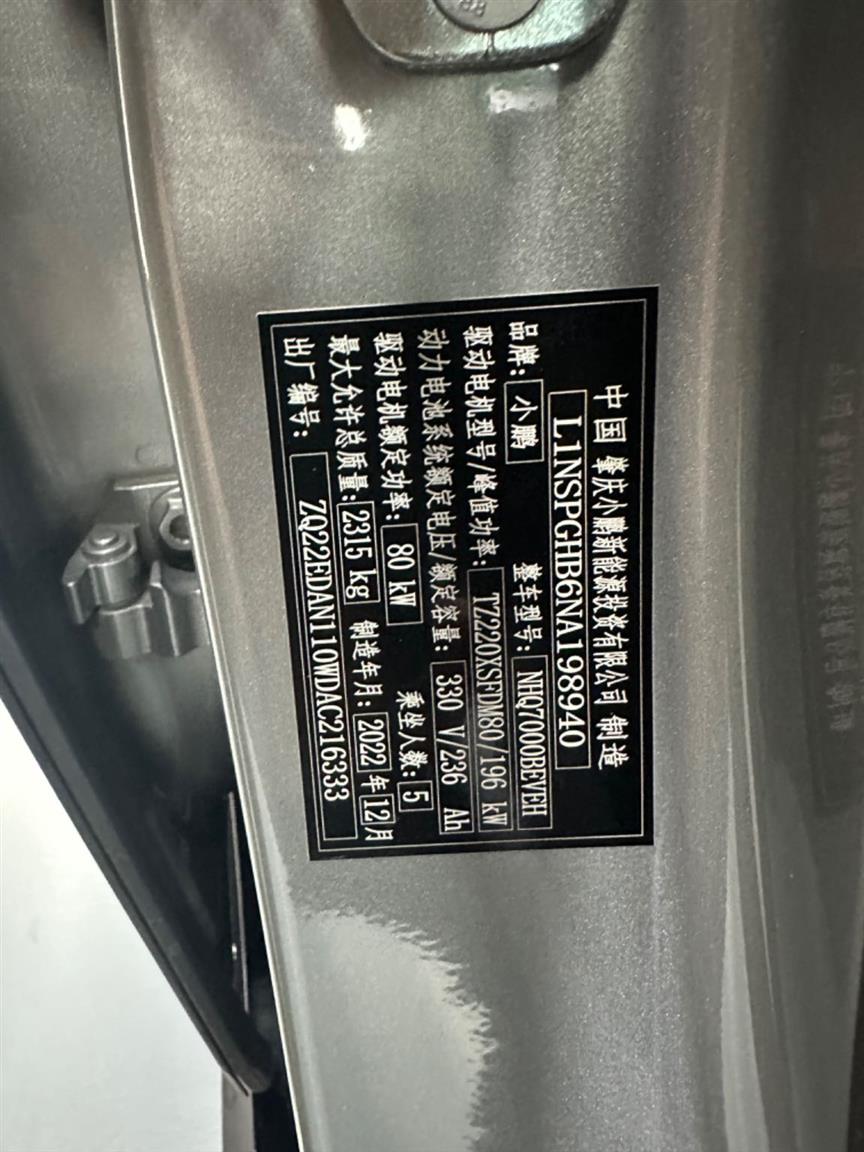 中国 肇庆小鹏新能源投资有限公司 制造
L1NSPGHB6NA198940
品牌: 小鹏 整车型号: NHQ7000BEVEH
驱动电机型号/峰值功率: TZ220XSFDM80/196 kW
动力电池系统额定电压/额定容量: 330 V/236 Ah
驱动电机额定功率: 80 kW 乘坐人数: 5
最大允许总质量: 2315 kg 制造年月: 2022 年 12 月
出厂编号: ZQ22EDAN110WDAC216333